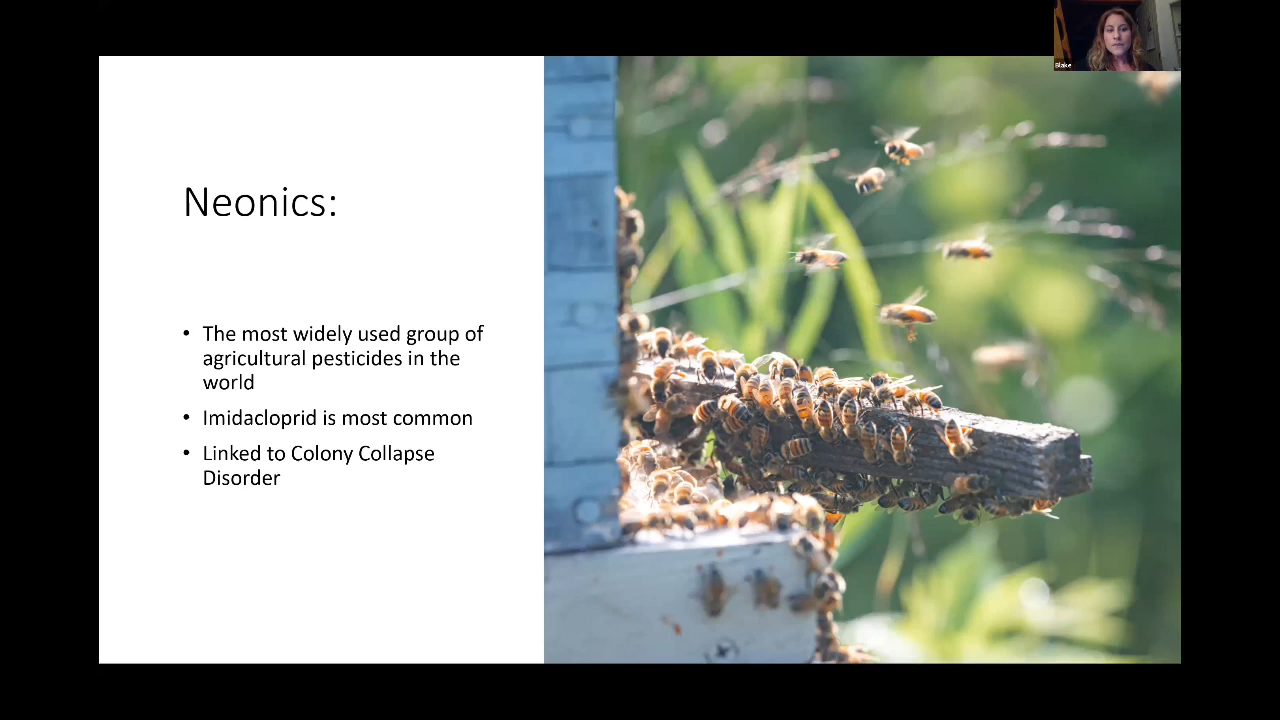 Blake
Neonics:
• The most widely used group of
agricultural pesticides in the
world
• Imidacloprid is most common
• Linked to Colony Collapse
Disorder